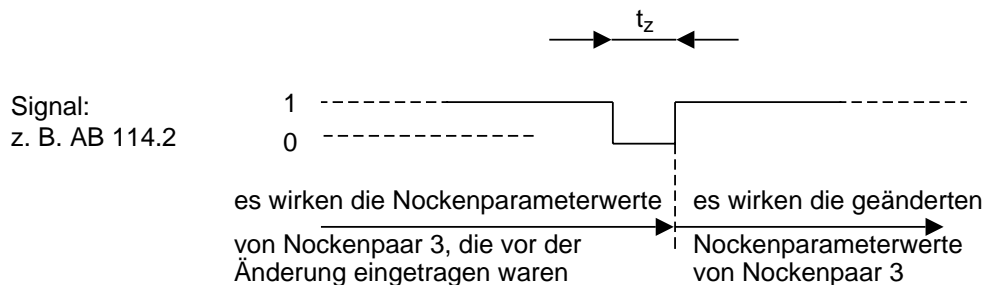 tz
Signal:
z. B. AB 114.2
1
0
es wirken die Nockenparameterwerte
von Nockenpaar 3, die vor der
Änderung eingetragen waren
es wirken die geänderten
Nockenparameterwerte
von Nockenpaar 3